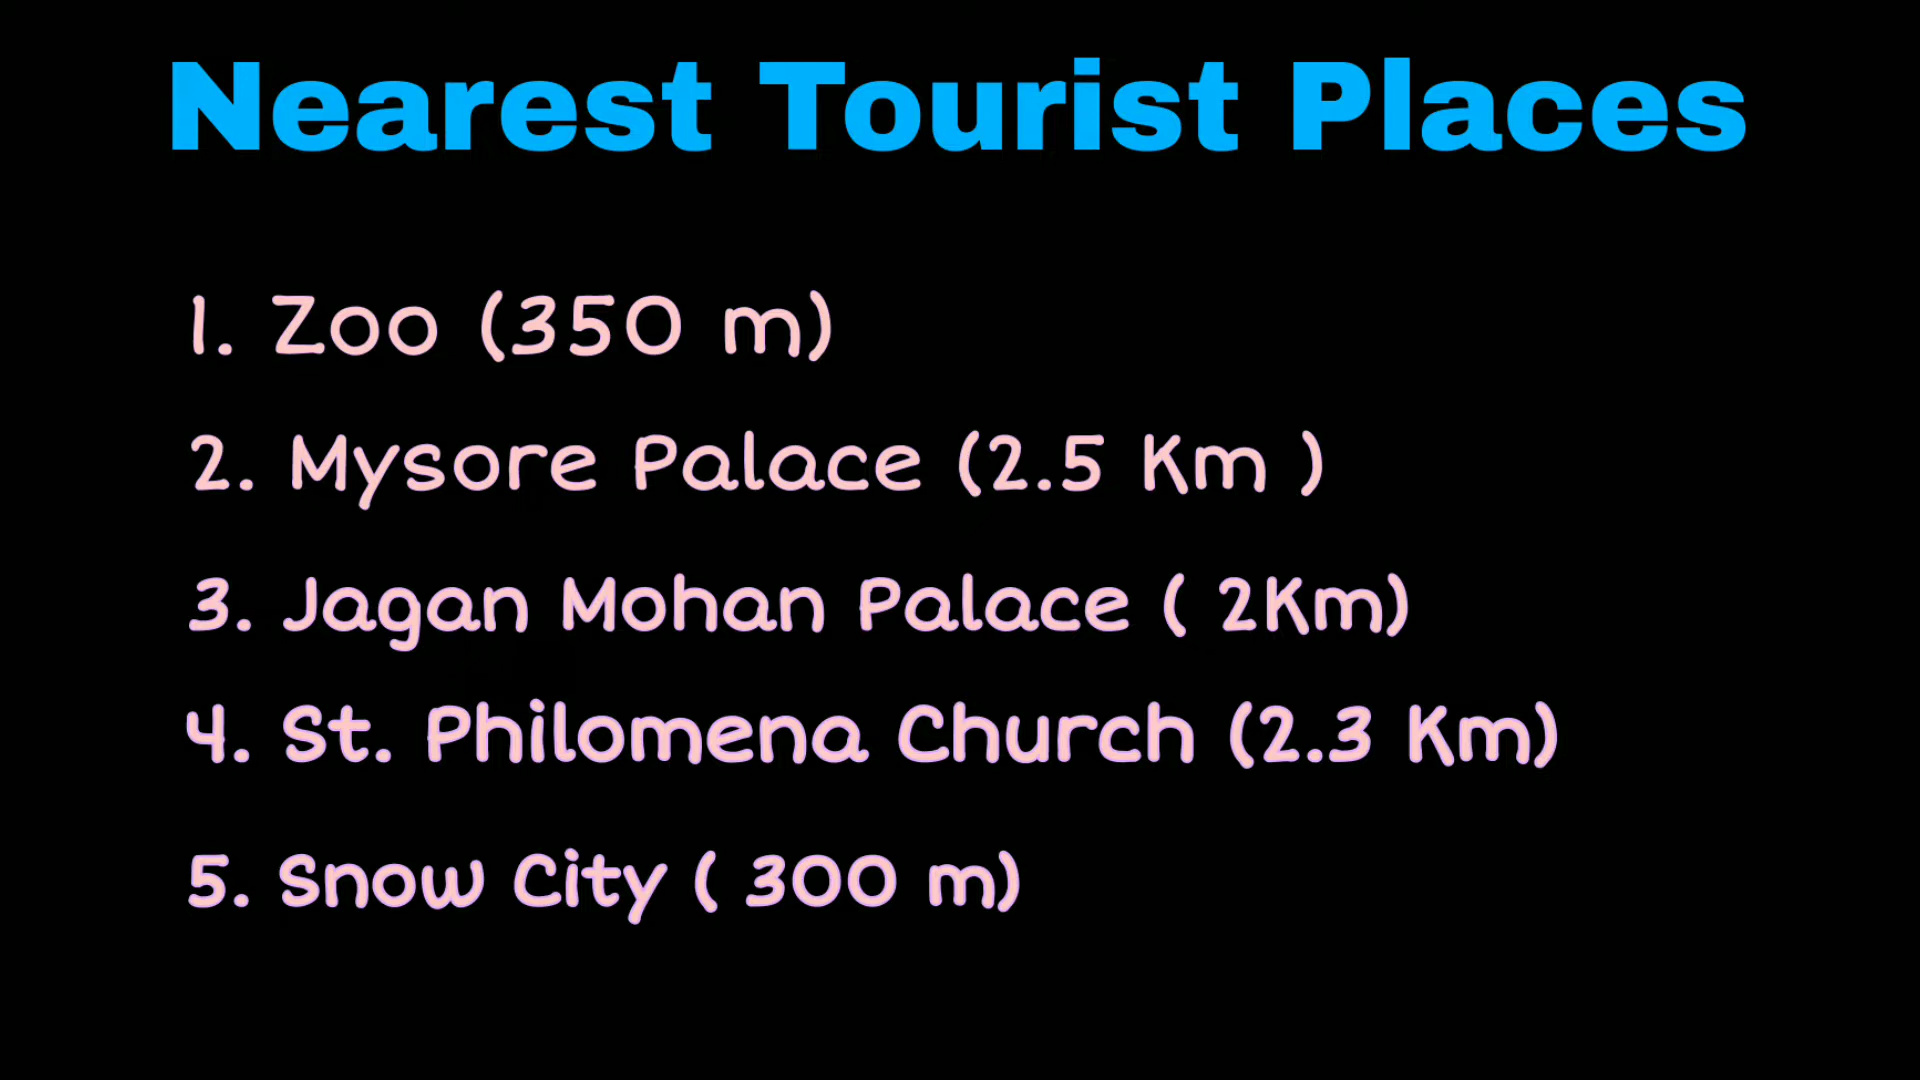 Nearest Tourist Places
1. Zoo (350 m)
2. Mysore Palace (2.5 Km )
3. Jagan Mohan Palace ( 2Km)
4. St. Philomena Church (2.3 Km)
5. Snow City ( 300 m)